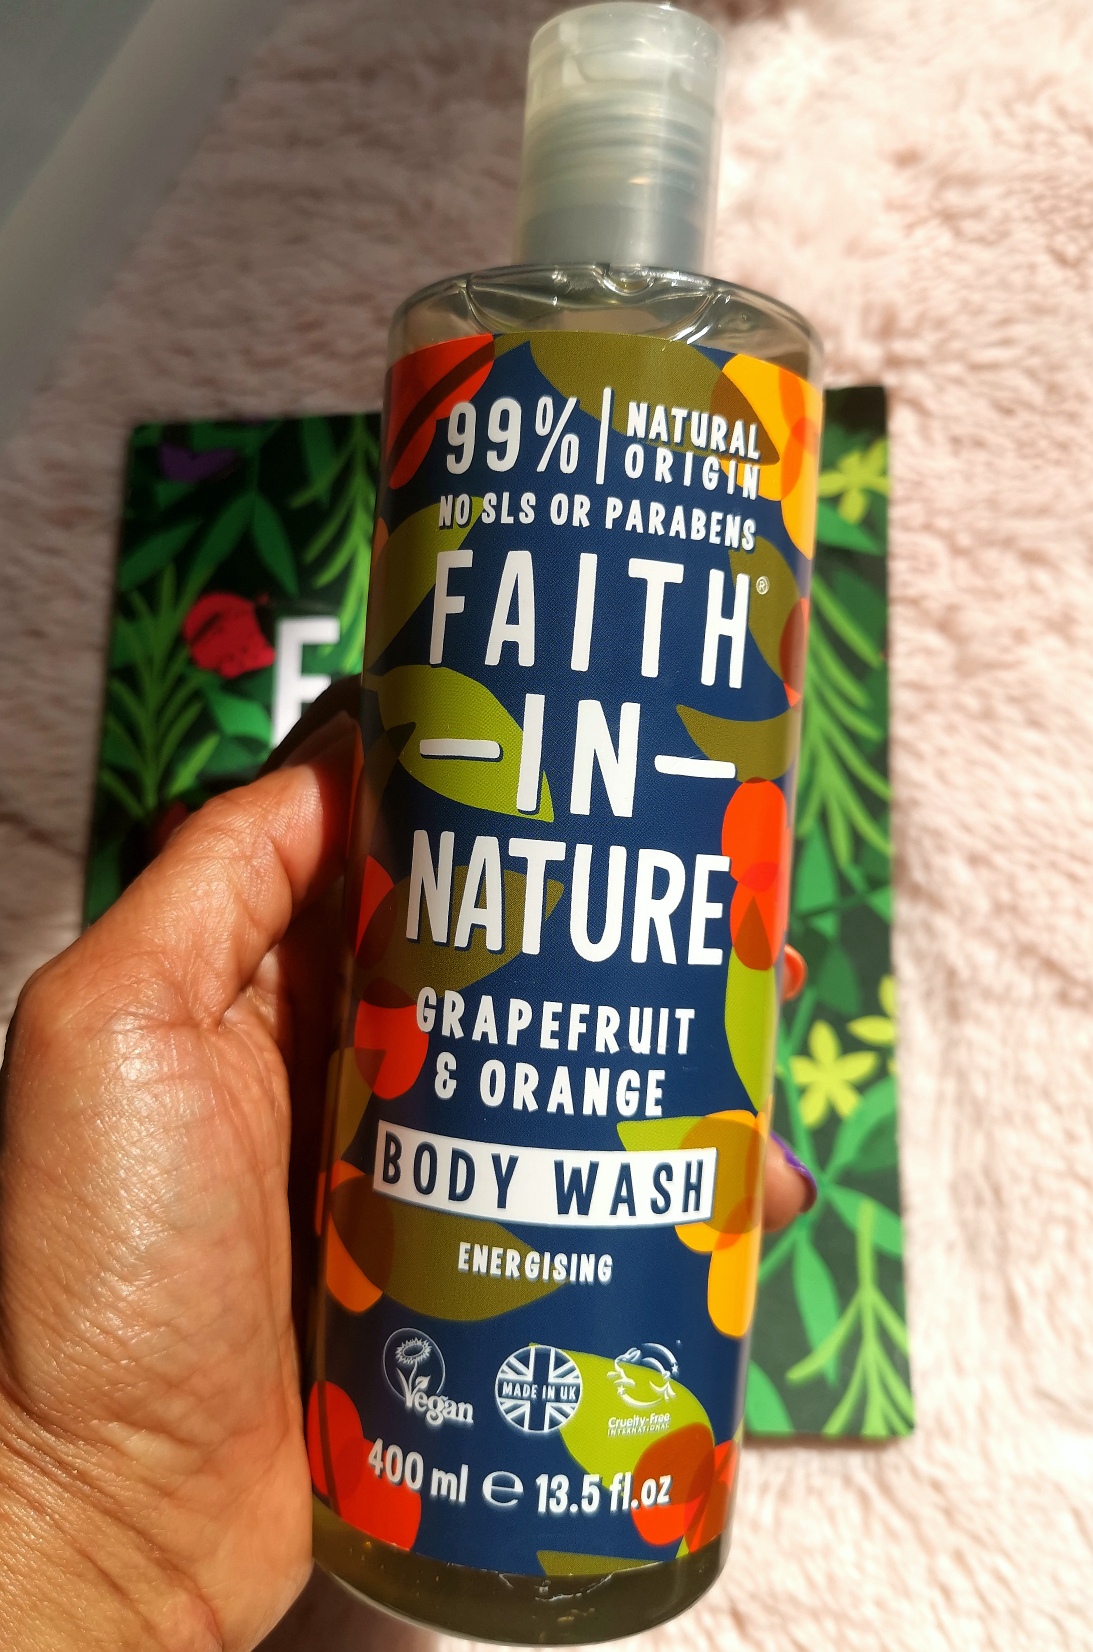 99% NATURAL
ORIGIN
NO SLS OR PARABENS
FAITH®
-IN-
NATURE
GRAPEFRUIT
& ORANGE
BODY WASH
ENERGISING
Vegan
MADE IN UK
Cruelty-Free
INTERNATIONAL
400 ml e 13.5 fl.oz
F